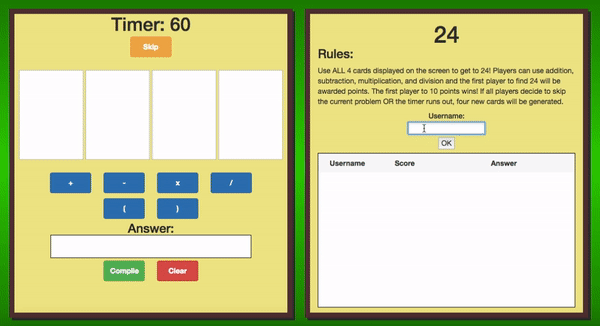 Timer: 60
Skip
+ - x /
( )
Answer:
Compile Clear
24
Rules:
Use ALL 4 cards displayed on the screen to get to 24! Players can use addition,
subtraction, multiplication, and division and the first player to find 24 will be
awarded points. The first player to 10 points wins! If all players decide to skip
the current problem OR the timer runs out, four new cards will be generated.
Username:
OK
Username Score Answer